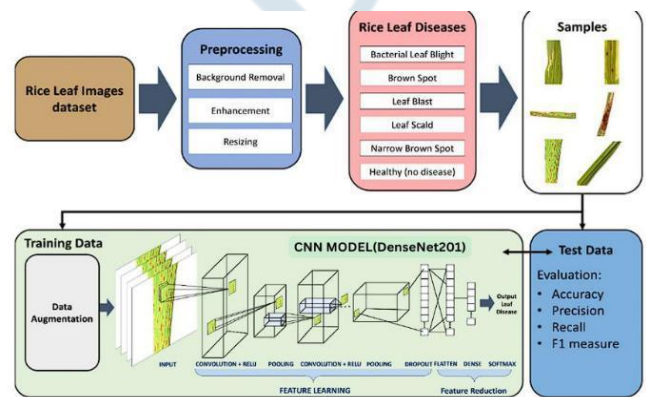 Rice Leaf Images
dataset
Preprocessing
Background Removal
Enhancement
Resizing
Rice Leaf Diseases
Bacterial Leaf Blight
Brown Spot
Leaf Blast
Leaf Scald
Narrow Brown Spot
Healthy (no disease)
Samples
Training Data
Data
Augmentation
CNN MODEL(DenseNet201)
INPUT
CONVOLUTION + RELU
POOLING
CONVOLUTION + RELU
POOLING
DROPOUT
FLATTEN
DENSE
SOFTMAX
FEATURE LEARNING
Feature Reduction
Output
Leaf
Disease
Test Data
Evaluation:
• Accuracy
• Precision
• Recall
• F1 measure